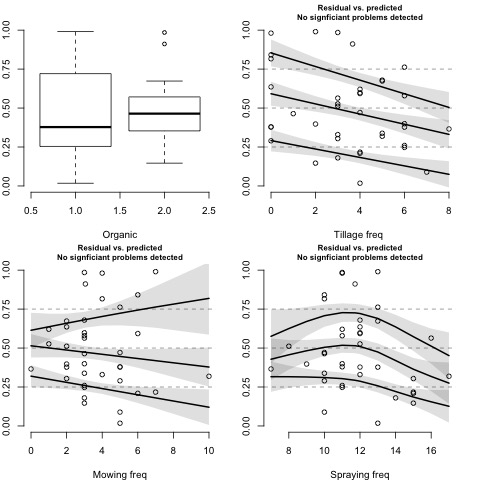 0.00 0.25 0.50 0.75 1.00
0.5 1.0 1.5 2.0 2.5
Organic
Residual vs. predicted
No signficiant problems detected
0.00 0.25 0.50 0.75 1.00
0 2 4 6 8
Tillage freq
Residual vs. predicted
No signficiant problems detected
0.00 0.25 0.50 0.75 1.00
0 2 4 6 8 10
Mowing freq
Residual vs. predicted
No signficiant problems detected
0.00 0.25 0.50 0.75 1.00
8 10 12 14 16
Spraying freq